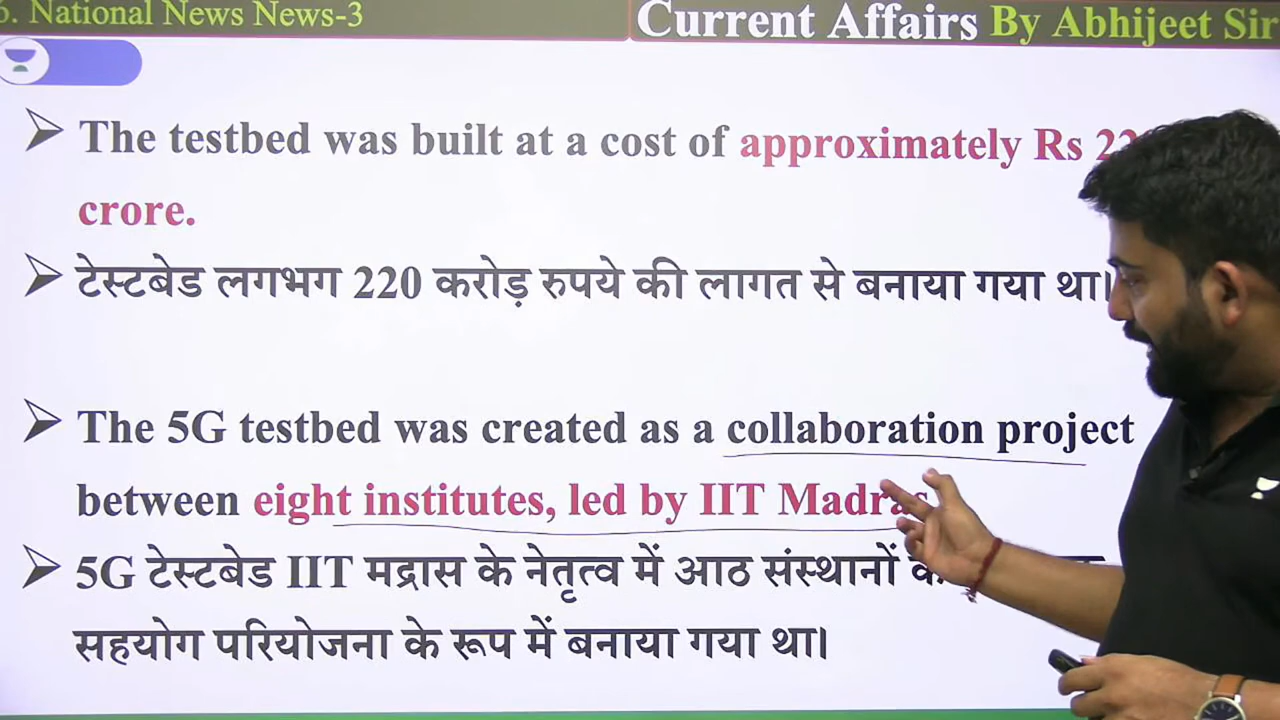 6. National News News-3
Current Affairs By Abhijeet Sir
The testbed was built at a cost of approximately Rs
crore.
टेस्टबेड लगभग 220 करोड़ रुपये की लागत से बनाया गया था।
The 5G testbed was created as a collaboration project
between eight institutes, led by IIT Madras
5G टेस्टबेड IIT मद्रास के नेतृत्व में आठ संस्थानों
सहयोग परियोजना के रूप में बनाया गया था।